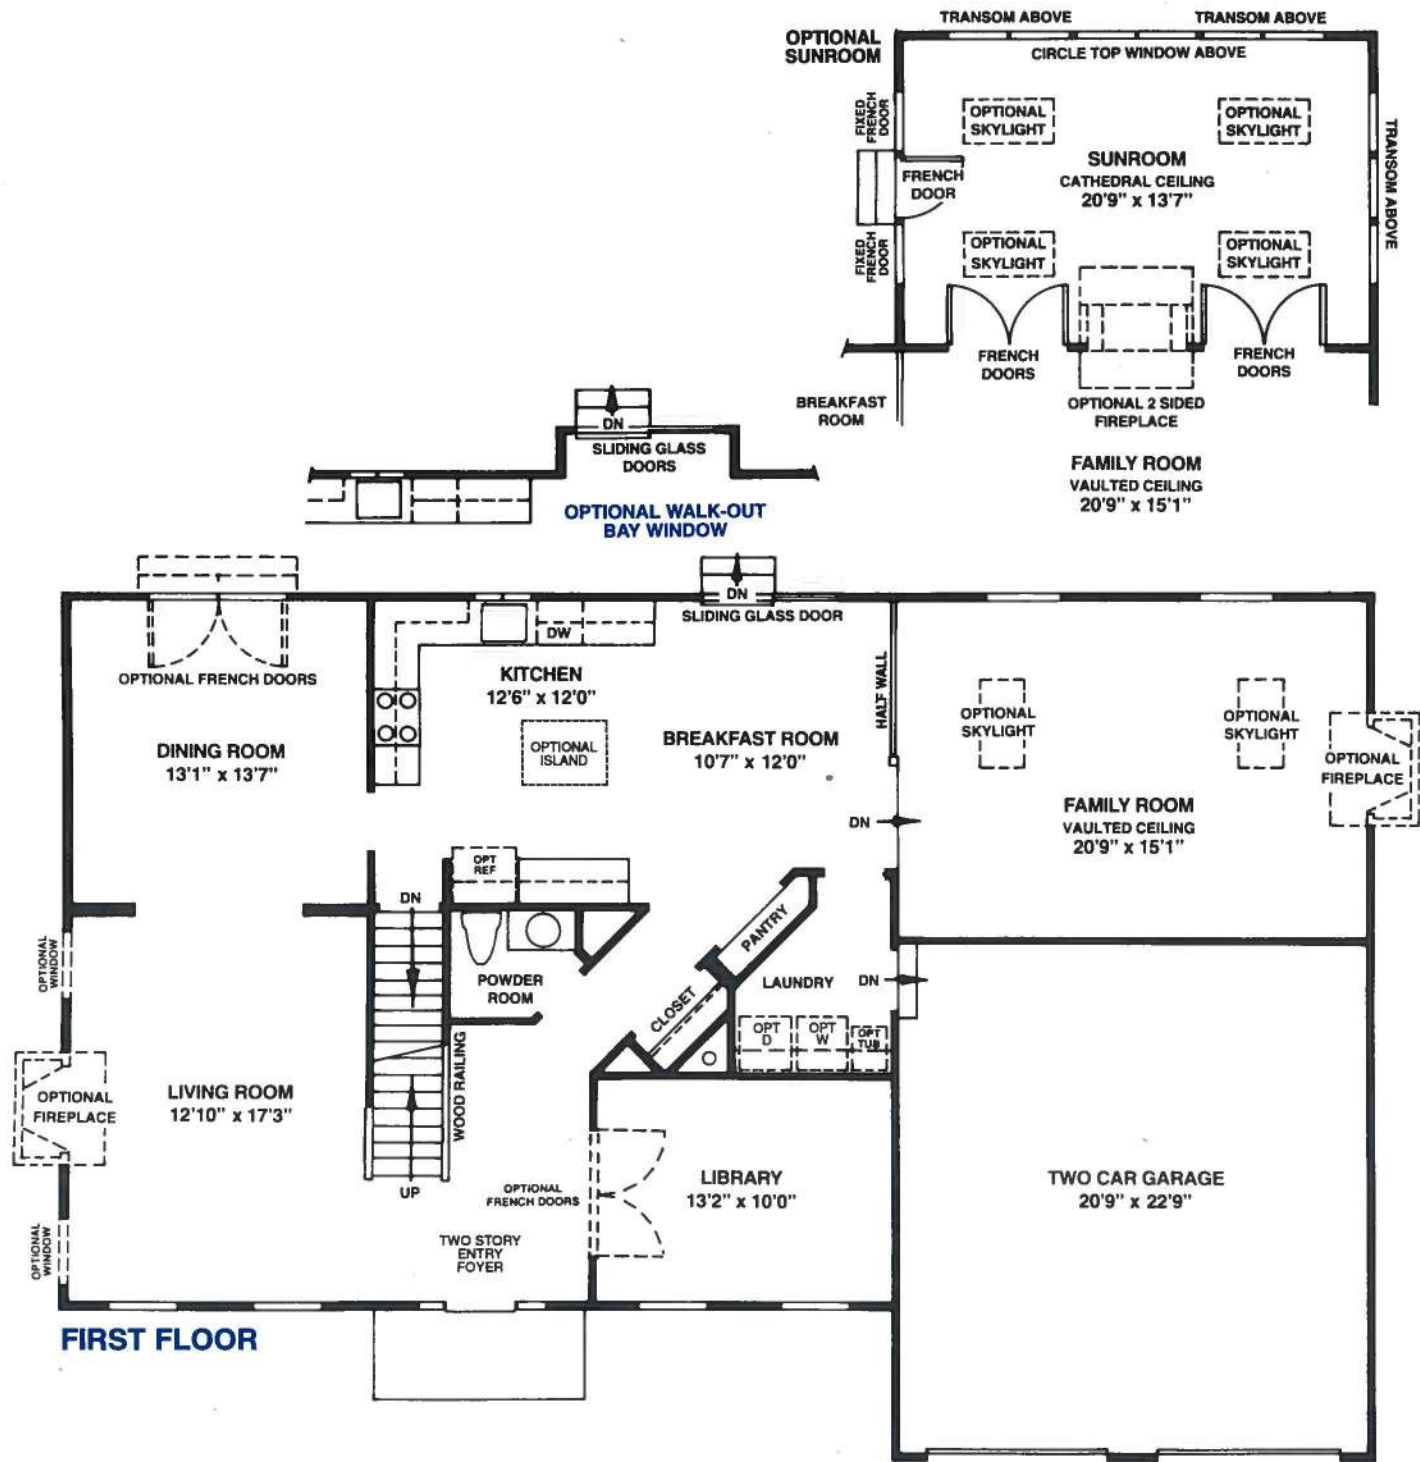 TRANSOM ABOVE
TRANSOM ABOVE
OPTIONAL
SUNROOM
CIRCLE TOP WINDOW ABOVE
FIXED
FRENCH
DOOR
OPTIONAL
SKYLIGHT
OPTIONAL
SKYLIGHT
TRANSOM ABOVE
SUNROOM
CATHEDRAL CEILING
20'9" x 13'7"
FRENCH
DOOR
FIXED
FRENCH
DOOR
OPTIONAL
SKYLIGHT
OPTIONAL
SKYLIGHT
FRENCH
DOORS
FRENCH
DOORS
BREAKFAST
ROOM
OPTIONAL 2 SIDED
FIREPLACE
FAMILY ROOM
VAULTED CEILING
20'9" x 15'1"
DN
SLIDING GLASS
DOORS
OPTIONAL WALK-OUT
BAY WINDOW
DN
SLIDING GLASS DOOR
DW
OPTIONAL FRENCH DOORS
KITCHEN
12'6" x 12'0"
HALF WALL
OPTIONAL
SKYLIGHT
OPTIONAL
SKYLIGHT
DINING ROOM
13'1" x 13'7"
OPTIONAL
ISLAND
BREAKFAST ROOM
10'7" x 12'0"
OPTIONAL
FIREPLACE
FAMILY ROOM
VAULTED CEILING
20'9" x 15'1"
DN
OPT
REF
DN
PANTRY
OPTIONAL
WINDOW
POWDER
ROOM
LAUNDRY
DN
CLOSET
OPT
D
OPT
W
OPT
TUB
WOOD RAILING
OPTIONAL
FIREPLACE
LIVING ROOM
12'10" x 17'3"
UP
OPTIONAL
FRENCH DOORS
LIBRARY
13'2" x 10'0"
TWO CAR GARAGE
20'9" x 22'9"
OPTIONAL
WINDOW
TWO STORY
ENTRY
FOYER
FIRST FLOOR